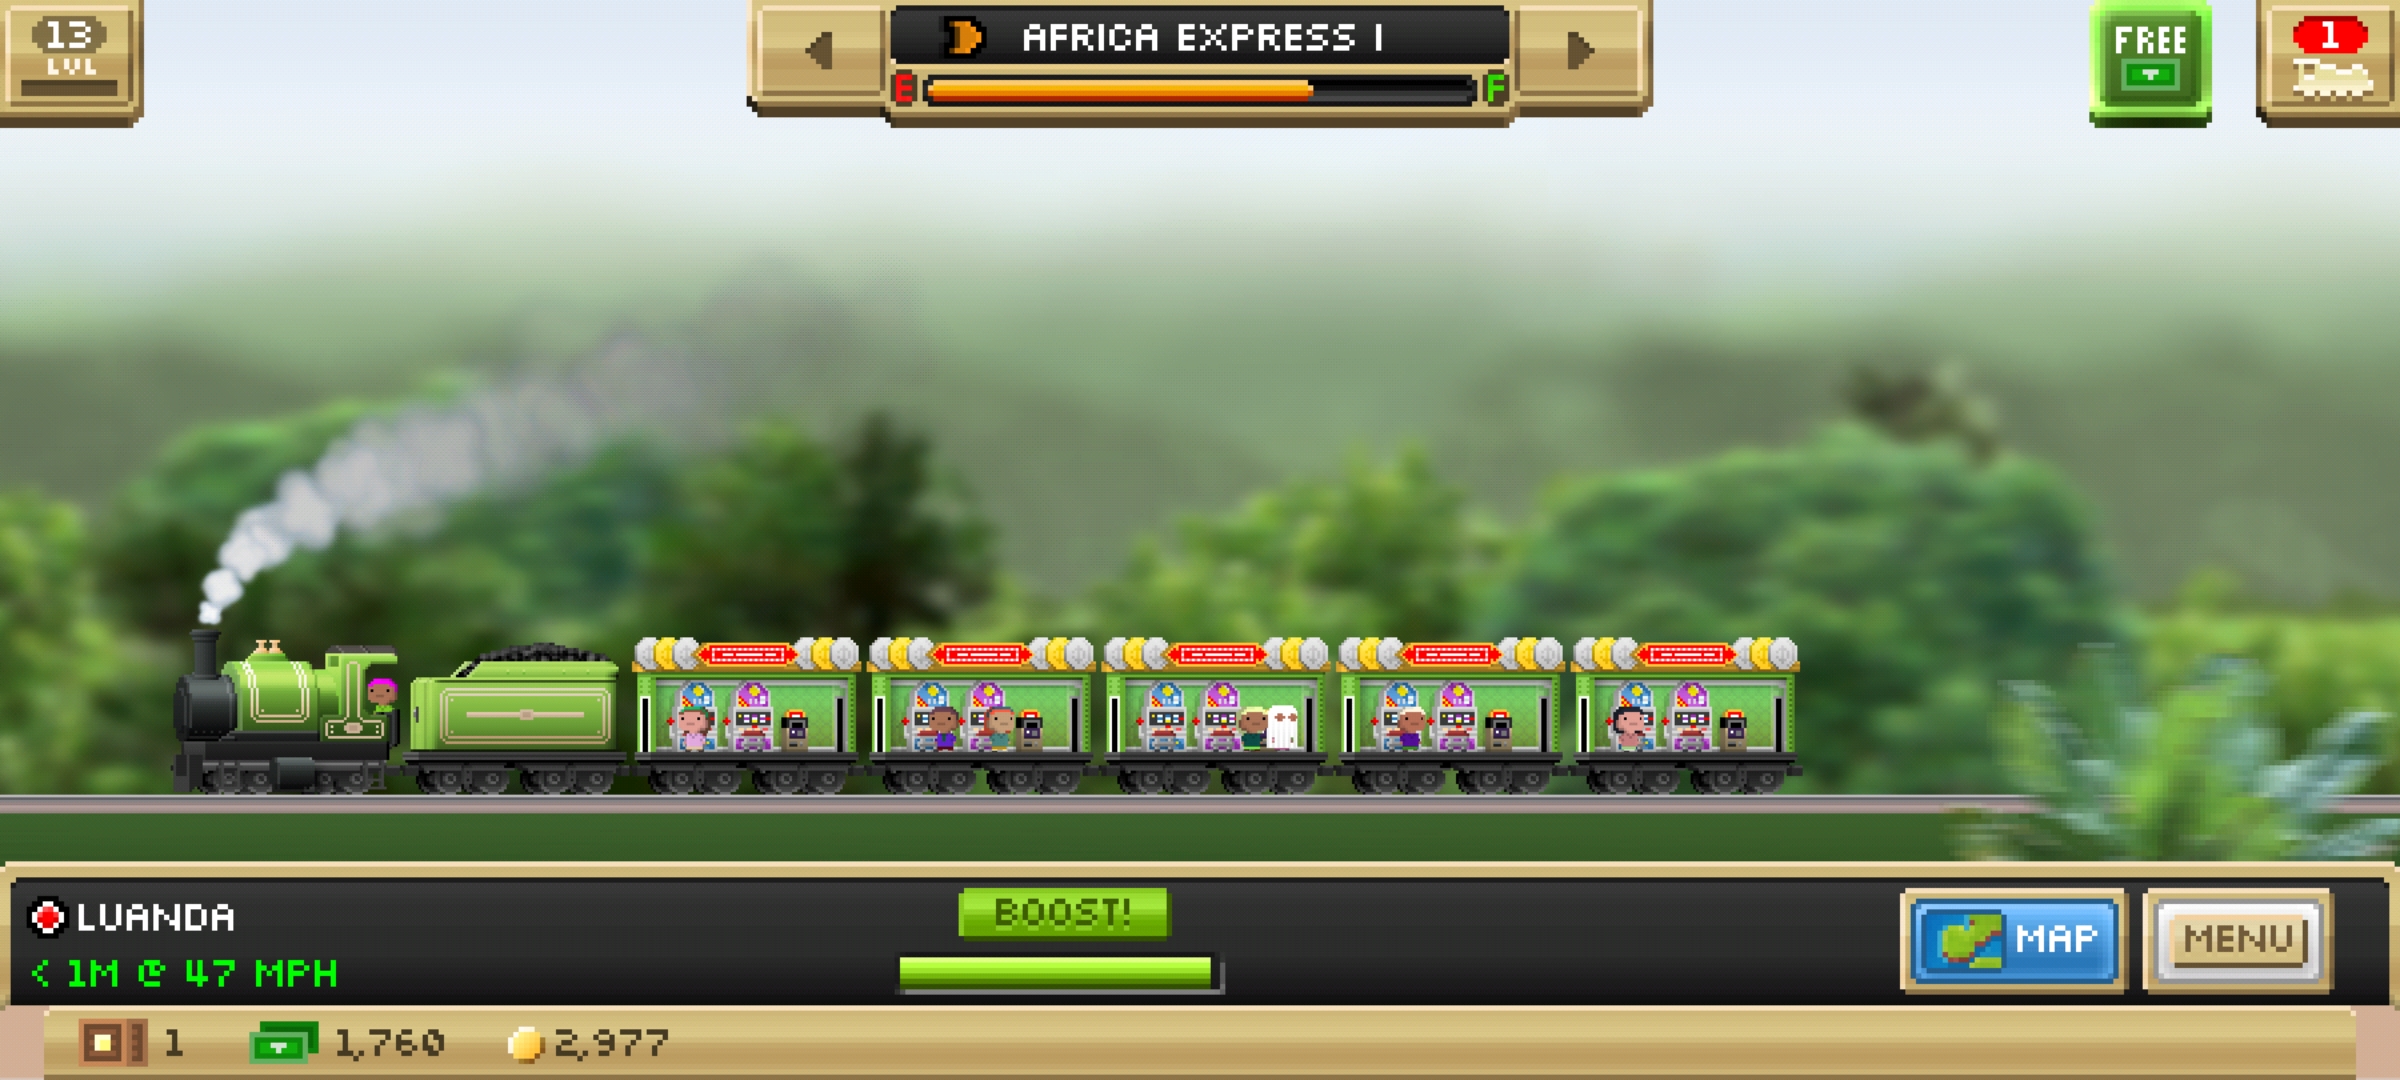 13
LVL
AFRICA EXPRESS I
E F
FREE
1
LUANDA
< 1M @ 47 MPH
BOOST!
MAP
MENU
1
1,760
2,977